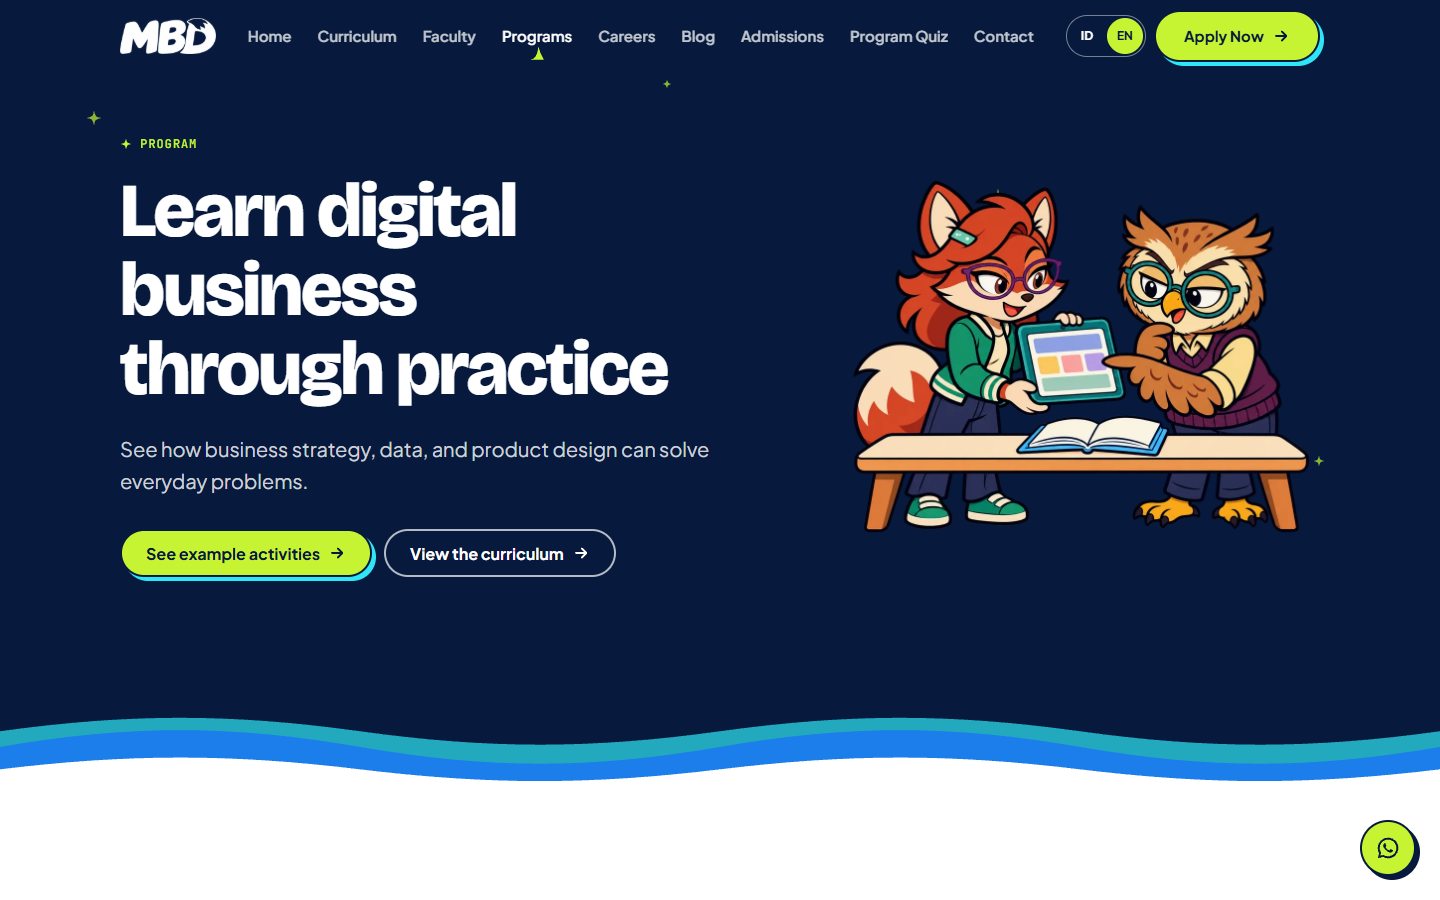 MBD
Home
Curriculum
Faculty
Programs
Careers
Blog
Admissions
Program Quiz
Contact
ID
EN
Apply Now
PROGRAM
Learn digital
business
through practice
See how business strategy, data, and product design can solve
everyday problems.
See example activities
View the curriculum